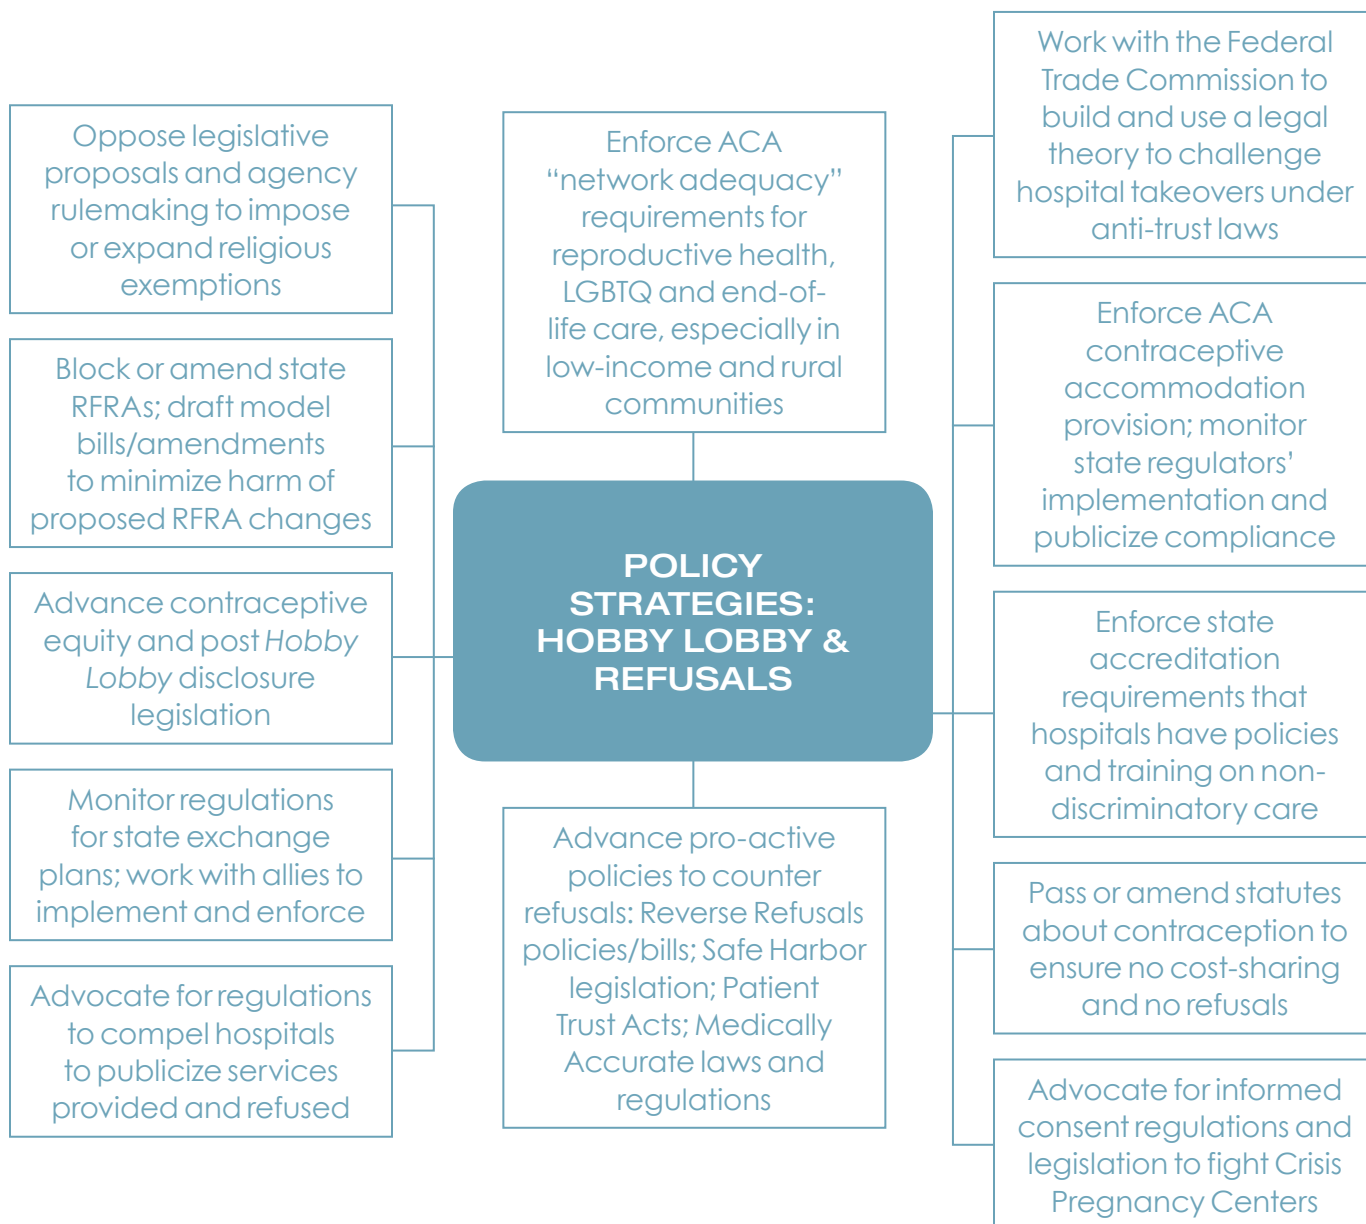 Oppose legislative
proposals and agency
rulemaking to impose
or expand religious
exemptions
Block or amend state
RFRAs; draft model
bills/amendments
to minimize harm of
proposed RFRA changes
Advance contraceptive
equity and post Hobby
Lobby disclosure
legislation
Monitor regulations
for state exchange
plans; work with allies to
implement and enforce
Advocate for regulations
to compel hospitals
to publicize services
provided and refused
Enforce ACA
“network adequacy”
requirements for
reproductive health,
LGBTQ and end-of-
life care, especially in
low-income and rural
communities
POLICY
STRATEGIES:
HOBBY LOBBY &
REFUSALS
Advance pro-active
policies to counter
refusals: Reverse Refusals
policies/bills; Safe Harbor
legislation; Patient
Trust Acts; Medically
Accurate laws and
regulations
Work with the Federal
Trade Commission to
build and use a legal
theory to challenge
hospital takeovers under
anti-trust laws
Enforce ACA
contraceptive
accommodation
provision; monitor
state regulators’
implementation and
publicize compliance
Enforce state
accreditation
requirements that
hospitals have policies
and training on non-
discriminatory care
Pass or amend statutes
about contraception to
ensure no cost-sharing
and no refusals
Advocate for informed
consent regulations and
legislation to fight Crisis
Pregnancy Centers